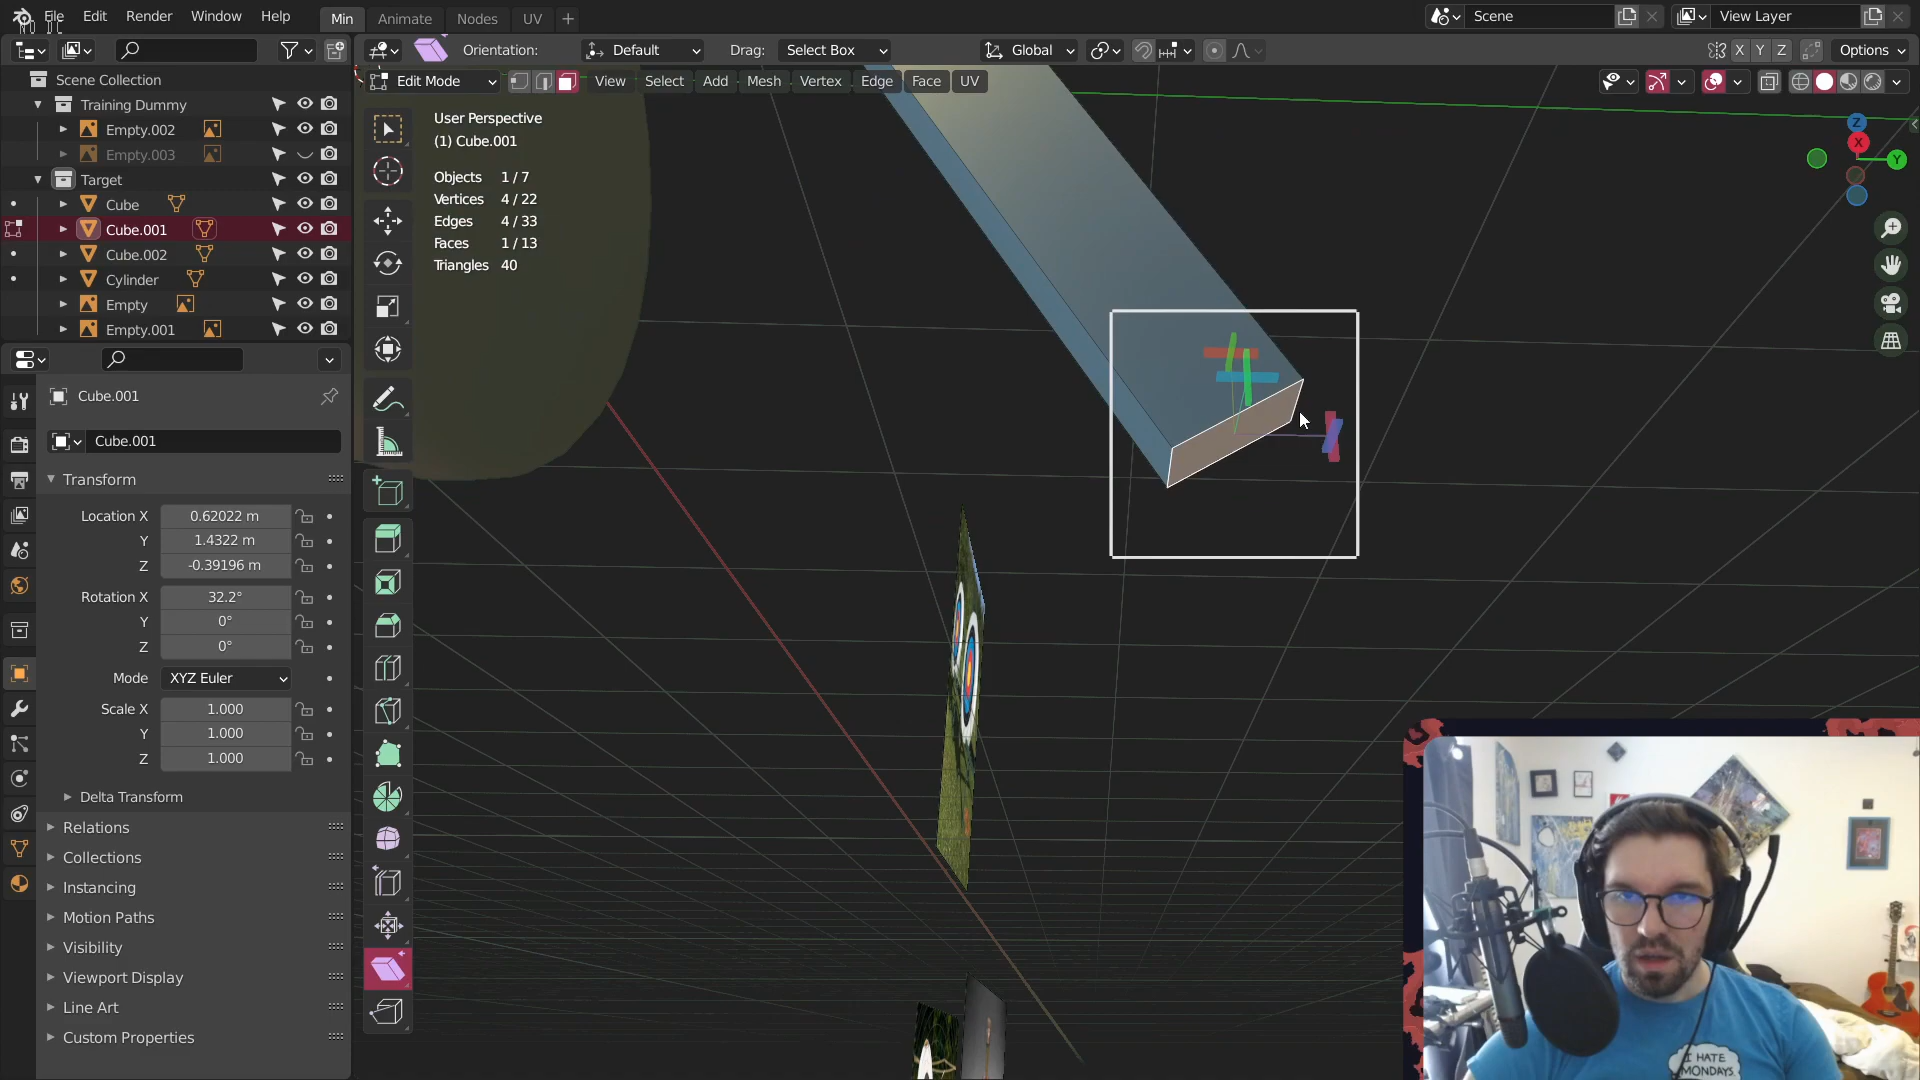 File Edit Render Window Help Min Animate Nodes UV + Scene View Layer
Orientation: Default Drag: Select Box Global X Y Z Options
Edit Mode View Select Add Mesh Vertex Edge Face UV
Scene Collection
Training Dummy
Empty.002
Empty.003
Target
Cube
Cube.001
Cube.002
Cylinder
Empty
Empty.001
User Perspective
(1) Cube.001
Objects 1 / 7
Vertices 4 / 22
Edges 4 / 33
Faces 1 / 13
Triangles 40
Z
X
Y
Cube.001
Cube.001
Transform
Location X 0.62022 m
Y 1.4322 m
Z -0.39196 m
Rotation X 32.2°
Y 0°
Z 0°
Mode XYZ Euler
Scale X 1.000
Y 1.000
Z 1.000
Delta Transform
Relations
Collections
Instancing
Motion Paths
Visibility
Viewport Display
Line Art
Custom Properties
I HATE
MONDAYS